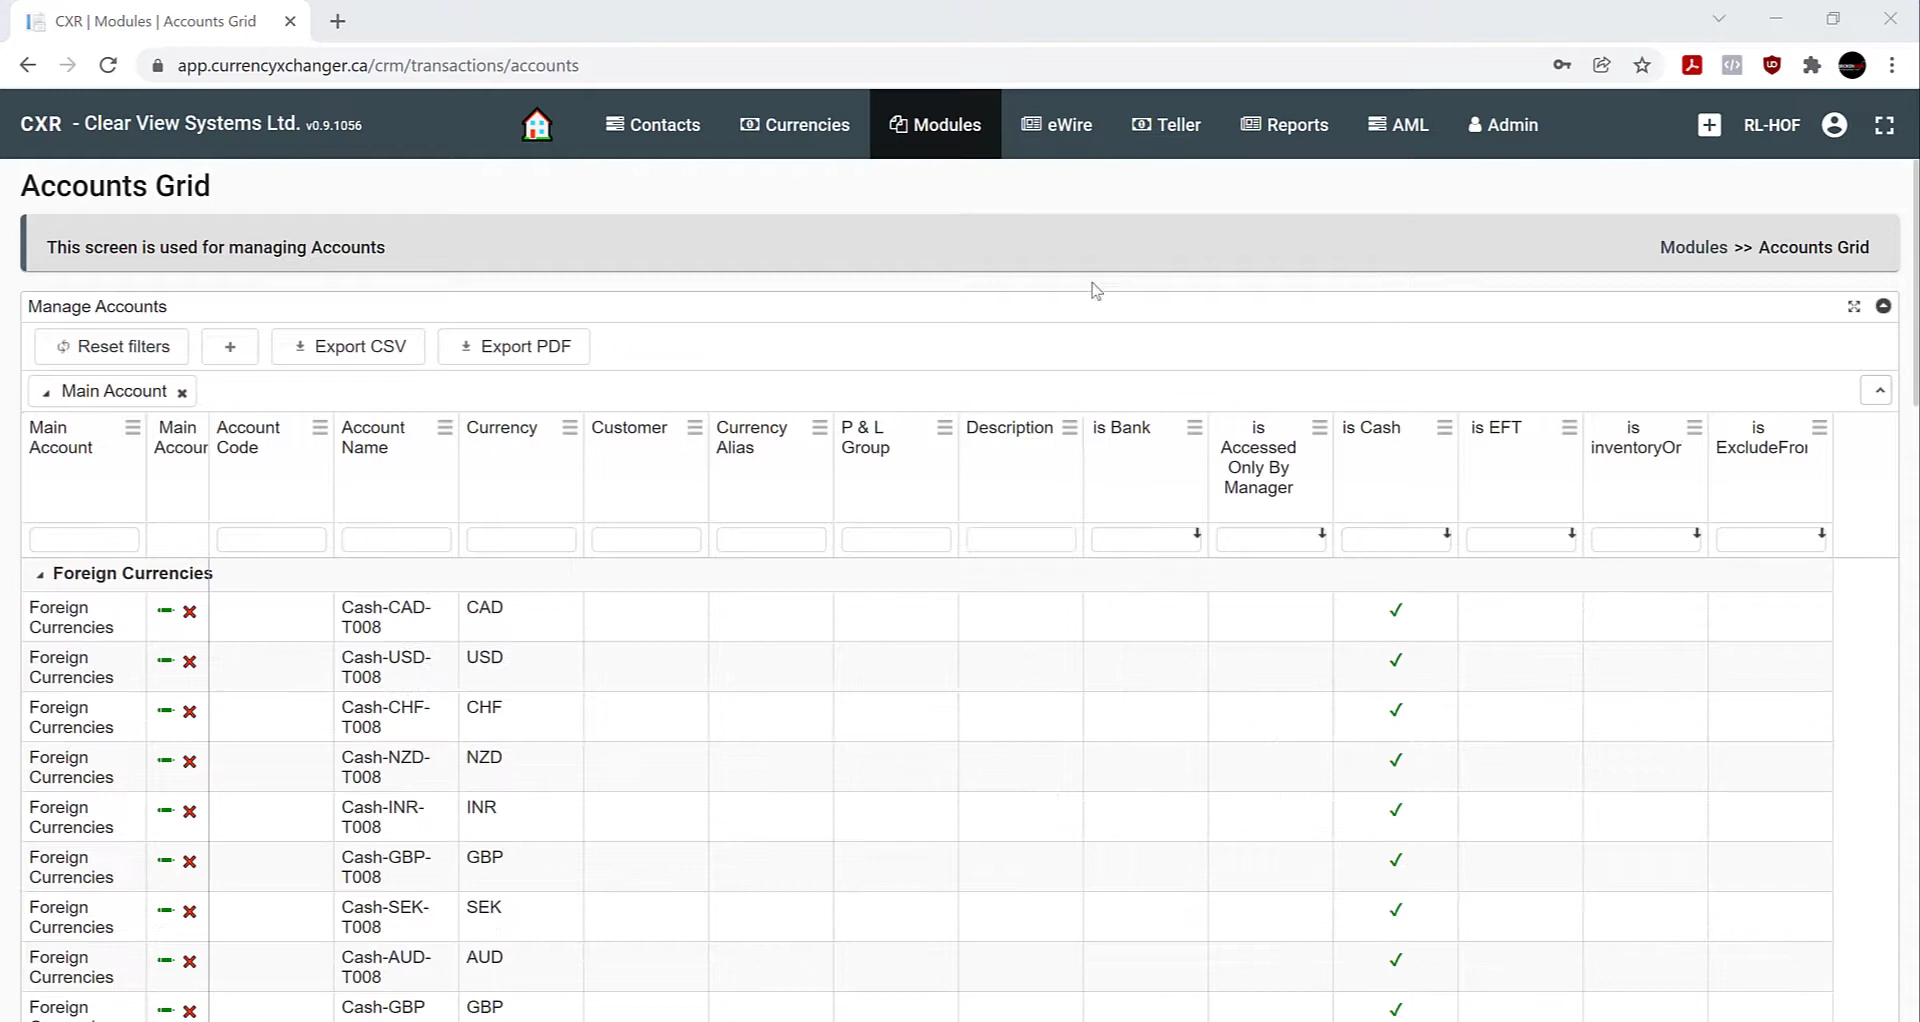 CXR | Modules | Accounts Grid
app.currencyxchanger.ca/crm/transactions/accounts
CXR - Clear View Systems Ltd. v0.9.1056
Contacts
Currencies
Modules
eWire
Teller
Reports
AML
Admin
RL-HOF
Accounts Grid
This screen is used for managing Accounts
Modules >> Accounts Grid
Manage Accounts
Reset filters
+
Export CSV
Export PDF
Main Account
Main
Account
Main
Accour
Account
Code
Account
Name
Currency
Customer
Currency
Alias
P & L
Group
Description
is Bank
is
Accessed
Only By
Manager
is Cash
is EFT
is
inventoryOr
is
ExcludeFror
Foreign Currencies
Foreign
Currencies
Cash-CAD-
T008
CAD
Foreign
Currencies
Cash-USD-
T008
USD
Foreign
Currencies
Cash-CHF-
T008
CHF
Foreign
Currencies
Cash-NZD-
T008
NZD
Foreign
Currencies
Cash-INR-
T008
INR
Foreign
Currencies
Cash-GBP-
T008
GBP
Foreign
Currencies
Cash-SEK-
T008
SEK
Foreign
Currencies
Cash-AUD-
T008
AUD
Foreign
Cash-GBP
GBP